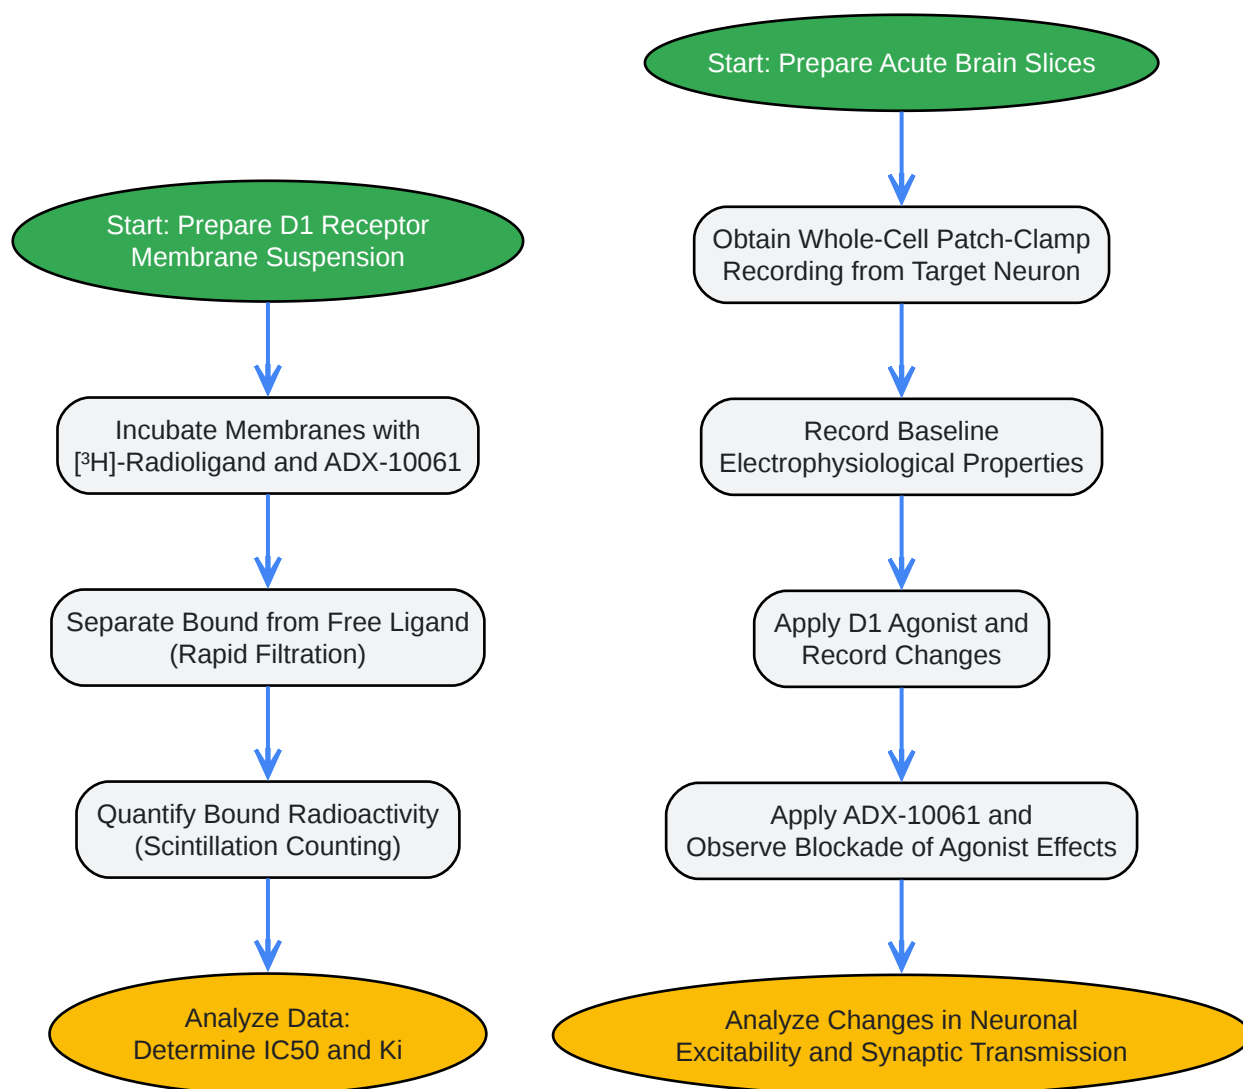 Start: Prepare D1 Receptor
Membrane Suspension
Incubate Membranes with
[³H]-Radioligand and ADX-10061
Separate Bound from Free Ligand
(Rapid Filtration)
Quantify Bound Radioactivity
(Scintillation Counting)
Analyze Data:
Determine IC50 and Ki
Start: Prepare Acute Brain Slices
Obtain Whole-Cell Patch-Clamp
Recording from Target Neuron
Record Baseline
Electrophysiological Properties
Apply D1 Agonist and
Record Changes
Apply ADX-10061 and
Observe Blockade of Agonist Effects
Analyze Changes in Neuronal
Excitability and Synaptic Transmission